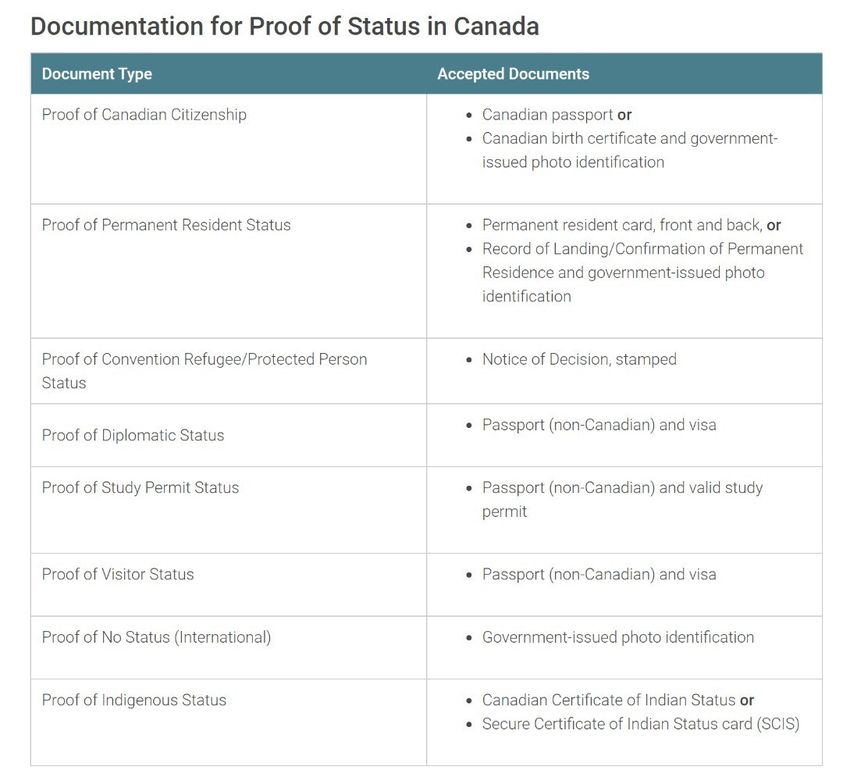 Documentation for Proof of Status in Canada
Document Type
Accepted Documents
Proof of Canadian Citizenship
• Canadian passport or
• Canadian birth certificate and government-
issued photo identification
Proof of Permanent Resident Status
• Permanent resident card, front and back, or
• Record of Landing/Confirmation of Permanent
Residence and government-issued photo
identification
Proof of Convention Refugee/Protected Person
Status
• Notice of Decision, stamped
Proof of Diplomatic Status
• Passport (non-Canadian) and visa
Proof of Study Permit Status
• Passport (non-Canadian) and valid study
permit
Proof of Visitor Status
• Passport (non-Canadian) and visa
Proof of No Status (International)
• Government-issued photo identification
Proof of Indigenous Status
• Canadian Certificate of Indian Status or
• Secure Certificate of Indian Status card (SCIS)